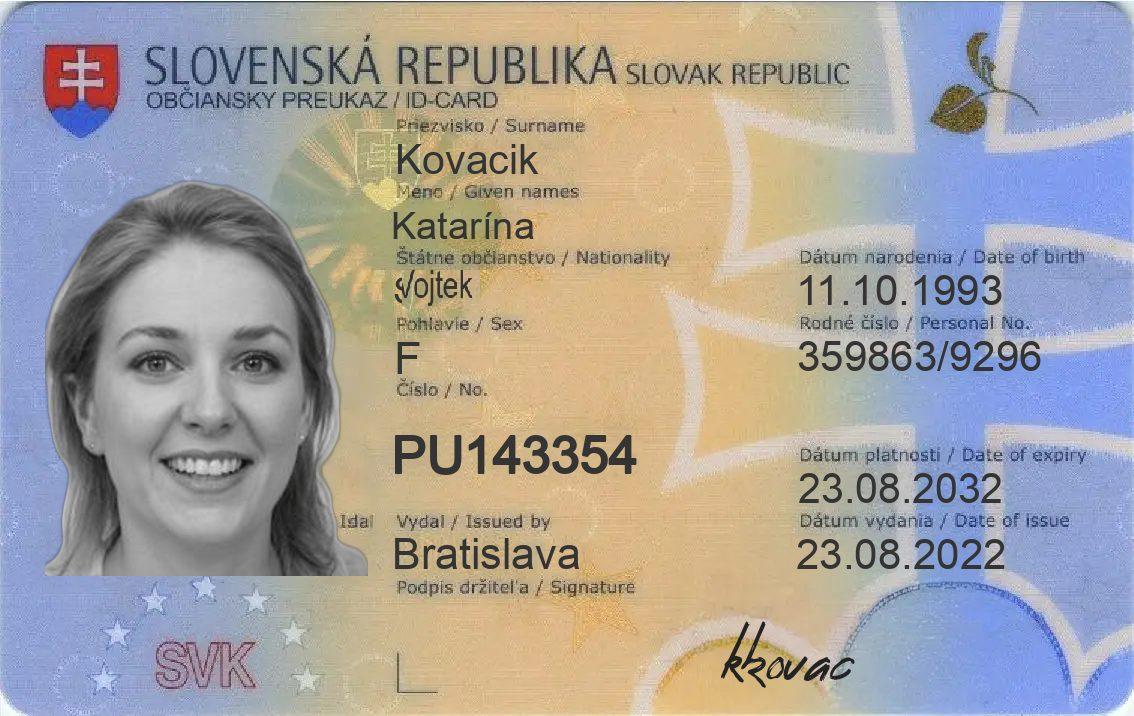 SLOVENSKÁ REPUBLIKA SLOVAK REPUBLIC
OBČIANSKY PREUKAZ / ID-CARD
Priezvisko / Surname
Kovacik
Meno / Given names
Katarína
Štátne občianstvo / Nationality
Vojtek
Dátum narodenia / Date of birth
11.10.1993
Pohlavie / Sex
F
Rodné číslo / Personal No.
359863/9296
Číslo / No.
PU143354
Dátum platnosti / Date of expiry
23.08.2032
Idal Vydal / Issued by
Bratislava
Dátum vydania / Date of issue
23.08.2022
Podpis držiteľa / Signature
kkovac
SVK